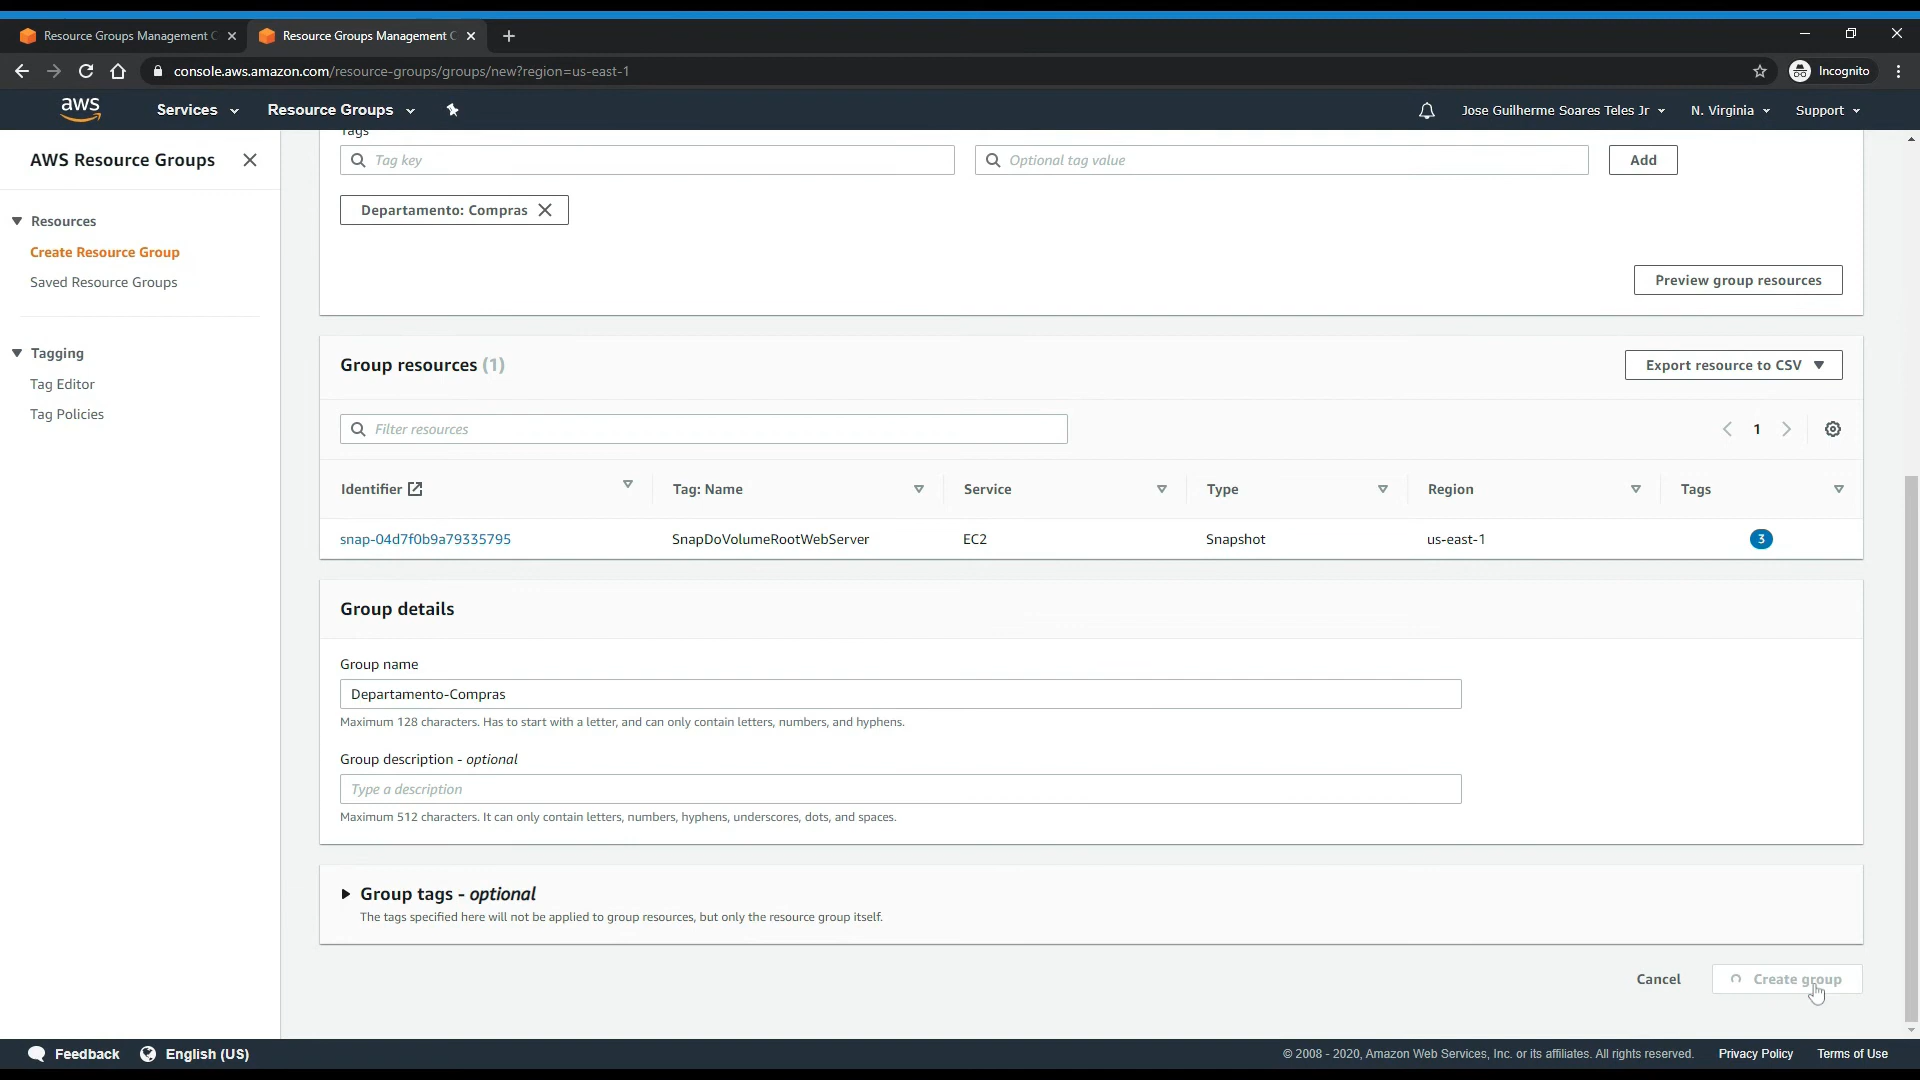 Resource Groups Management C
Resource Groups Management C
console.aws.amazon.com/resource-groups/groups/new?region=us-east-1
Incognito
aws
Services
Resource Groups
Jose Guilherme Soares Teles Jr
N. Virginia
Support
AWS Resource Groups
Resources
Create Resource Group
Saved Resource Groups
Tagging
Tag Editor
Tag Policies
Tags
Tag key
Optional tag value
Add
Departamento: Compras
Preview group resources
Group resources (1)
Export resource to CSV
Filter resources
1
Identifier
Tag: Name
Service
Type
Region
Tags
snap-04d7f0b9a79335795
SnapDoVolumeRootWebServer
EC2
Snapshot
us-east-1
3
Group details
Group name
Departamento-Compras
Maximum 128 characters. Has to start with a letter, and can only contain letters, numbers, and hyphens.
Group description - optional
Type a description
Maximum 512 characters. It can only contain letters, numbers, hyphens, underscores, dots, and spaces.
Group tags - optional
The tags specified here will not be applied to group resources, but only the resource group itself.
Cancel
Create group
Feedback
English (US)
© 2008 - 2020, Amazon Web Services, Inc. or its affiliates. All rights reserved.
Privacy Policy
Terms of Use